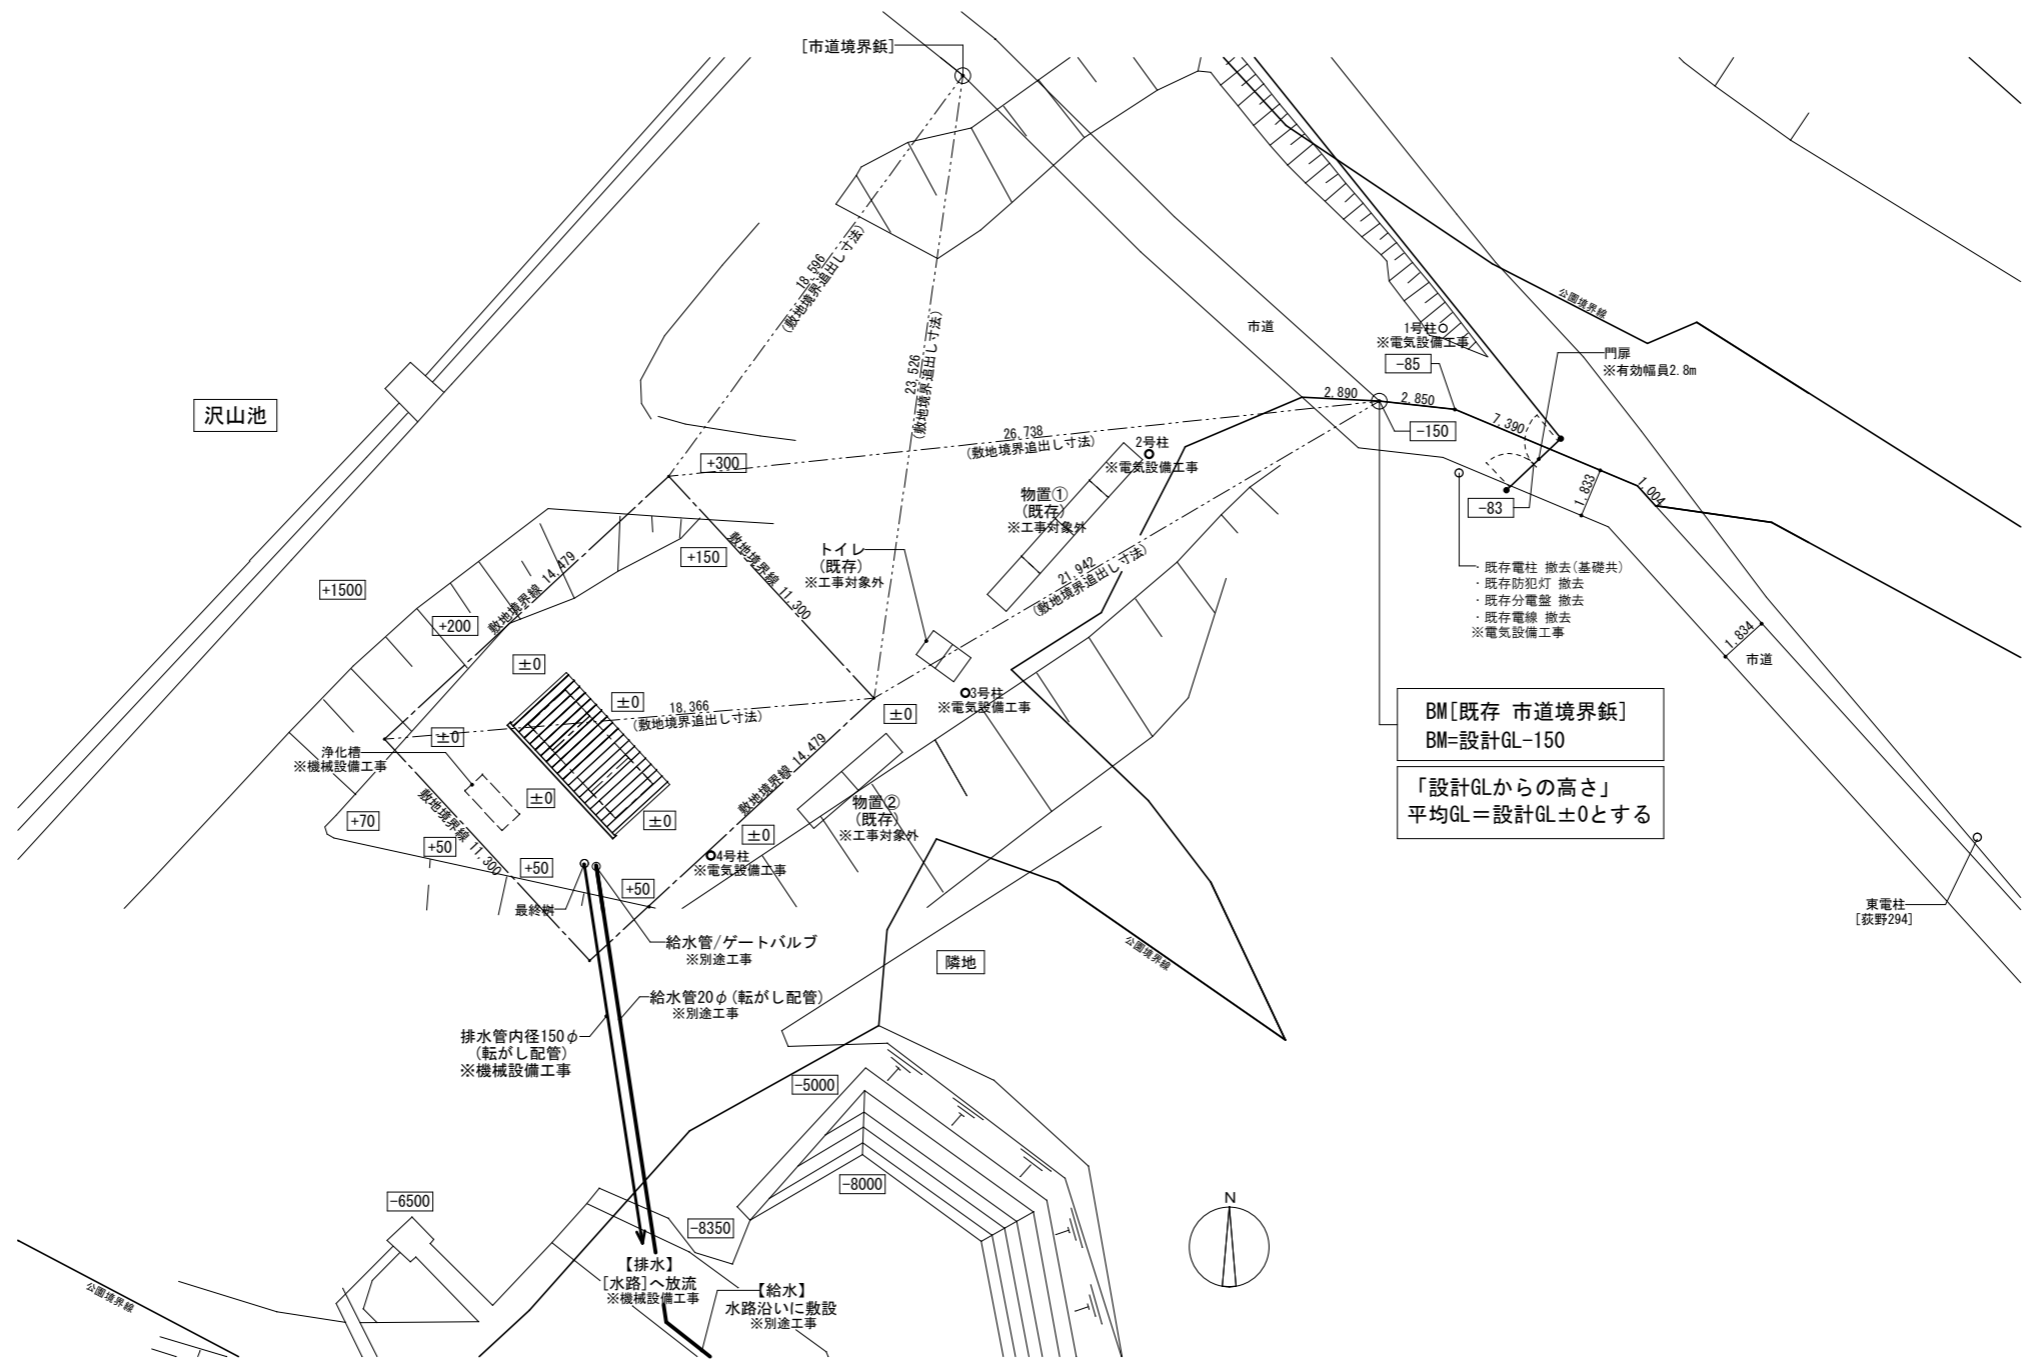 [市道境界鋲]
18,596
(敷地境界追出し寸法)
23,526
(敷地境界追出し寸法)
市道
公園境界線
1号柱
※電気設備工事
-85
門扉
※有効幅員2.8m
沢山池
2,890
2,850
7,390
-150
26,738
(敷地境界追出し寸法)
2号柱
※電気設備工事
+300
物置①
(既存)
※工事対象外
1,833
1,004
-83
敷地境界線 14,479
+150
敷地境界線 11,300
トイレ
(既存)
※工事対象外
21,942
(敷地境界追出し寸法)
・既存電柱 撤去(基礎共)
・既存防犯灯 撤去
・既存分電盤 撤去
・既存電線 撤去
※電気設備工事
+1500
+200
1,834
市道
±0
±0
18,366
(敷地境界追出し寸法)
3号柱
※電気設備工事
±0
BM[既存 市道境界鋲]
BM=設計GL-150
±0
浄化槽
※機械設備工事
敷地境界線 14,479
「設計GLからの高さ」
平均GL=設計GL±0とする
±0
敷地境界線 11,300
物置②
(既存)
※工事対象外
+70
±0
±0
+50
4号柱
※電気設備工事
+50
+50
最終桝
東電柱
[荻野294]
給水管/ゲートバルブ
※別途工事
公園境界線
隣地
給水管20φ(転がし配管)
※別途工事
排水管内径150φ
(転がし配管)
※機械設備工事
-5000
-8000
-6500
-8350
N
【排水】
[水路]へ放流
※機械設備工事
【給水】
水路沿いに敷設
※別途工事
公園境界線